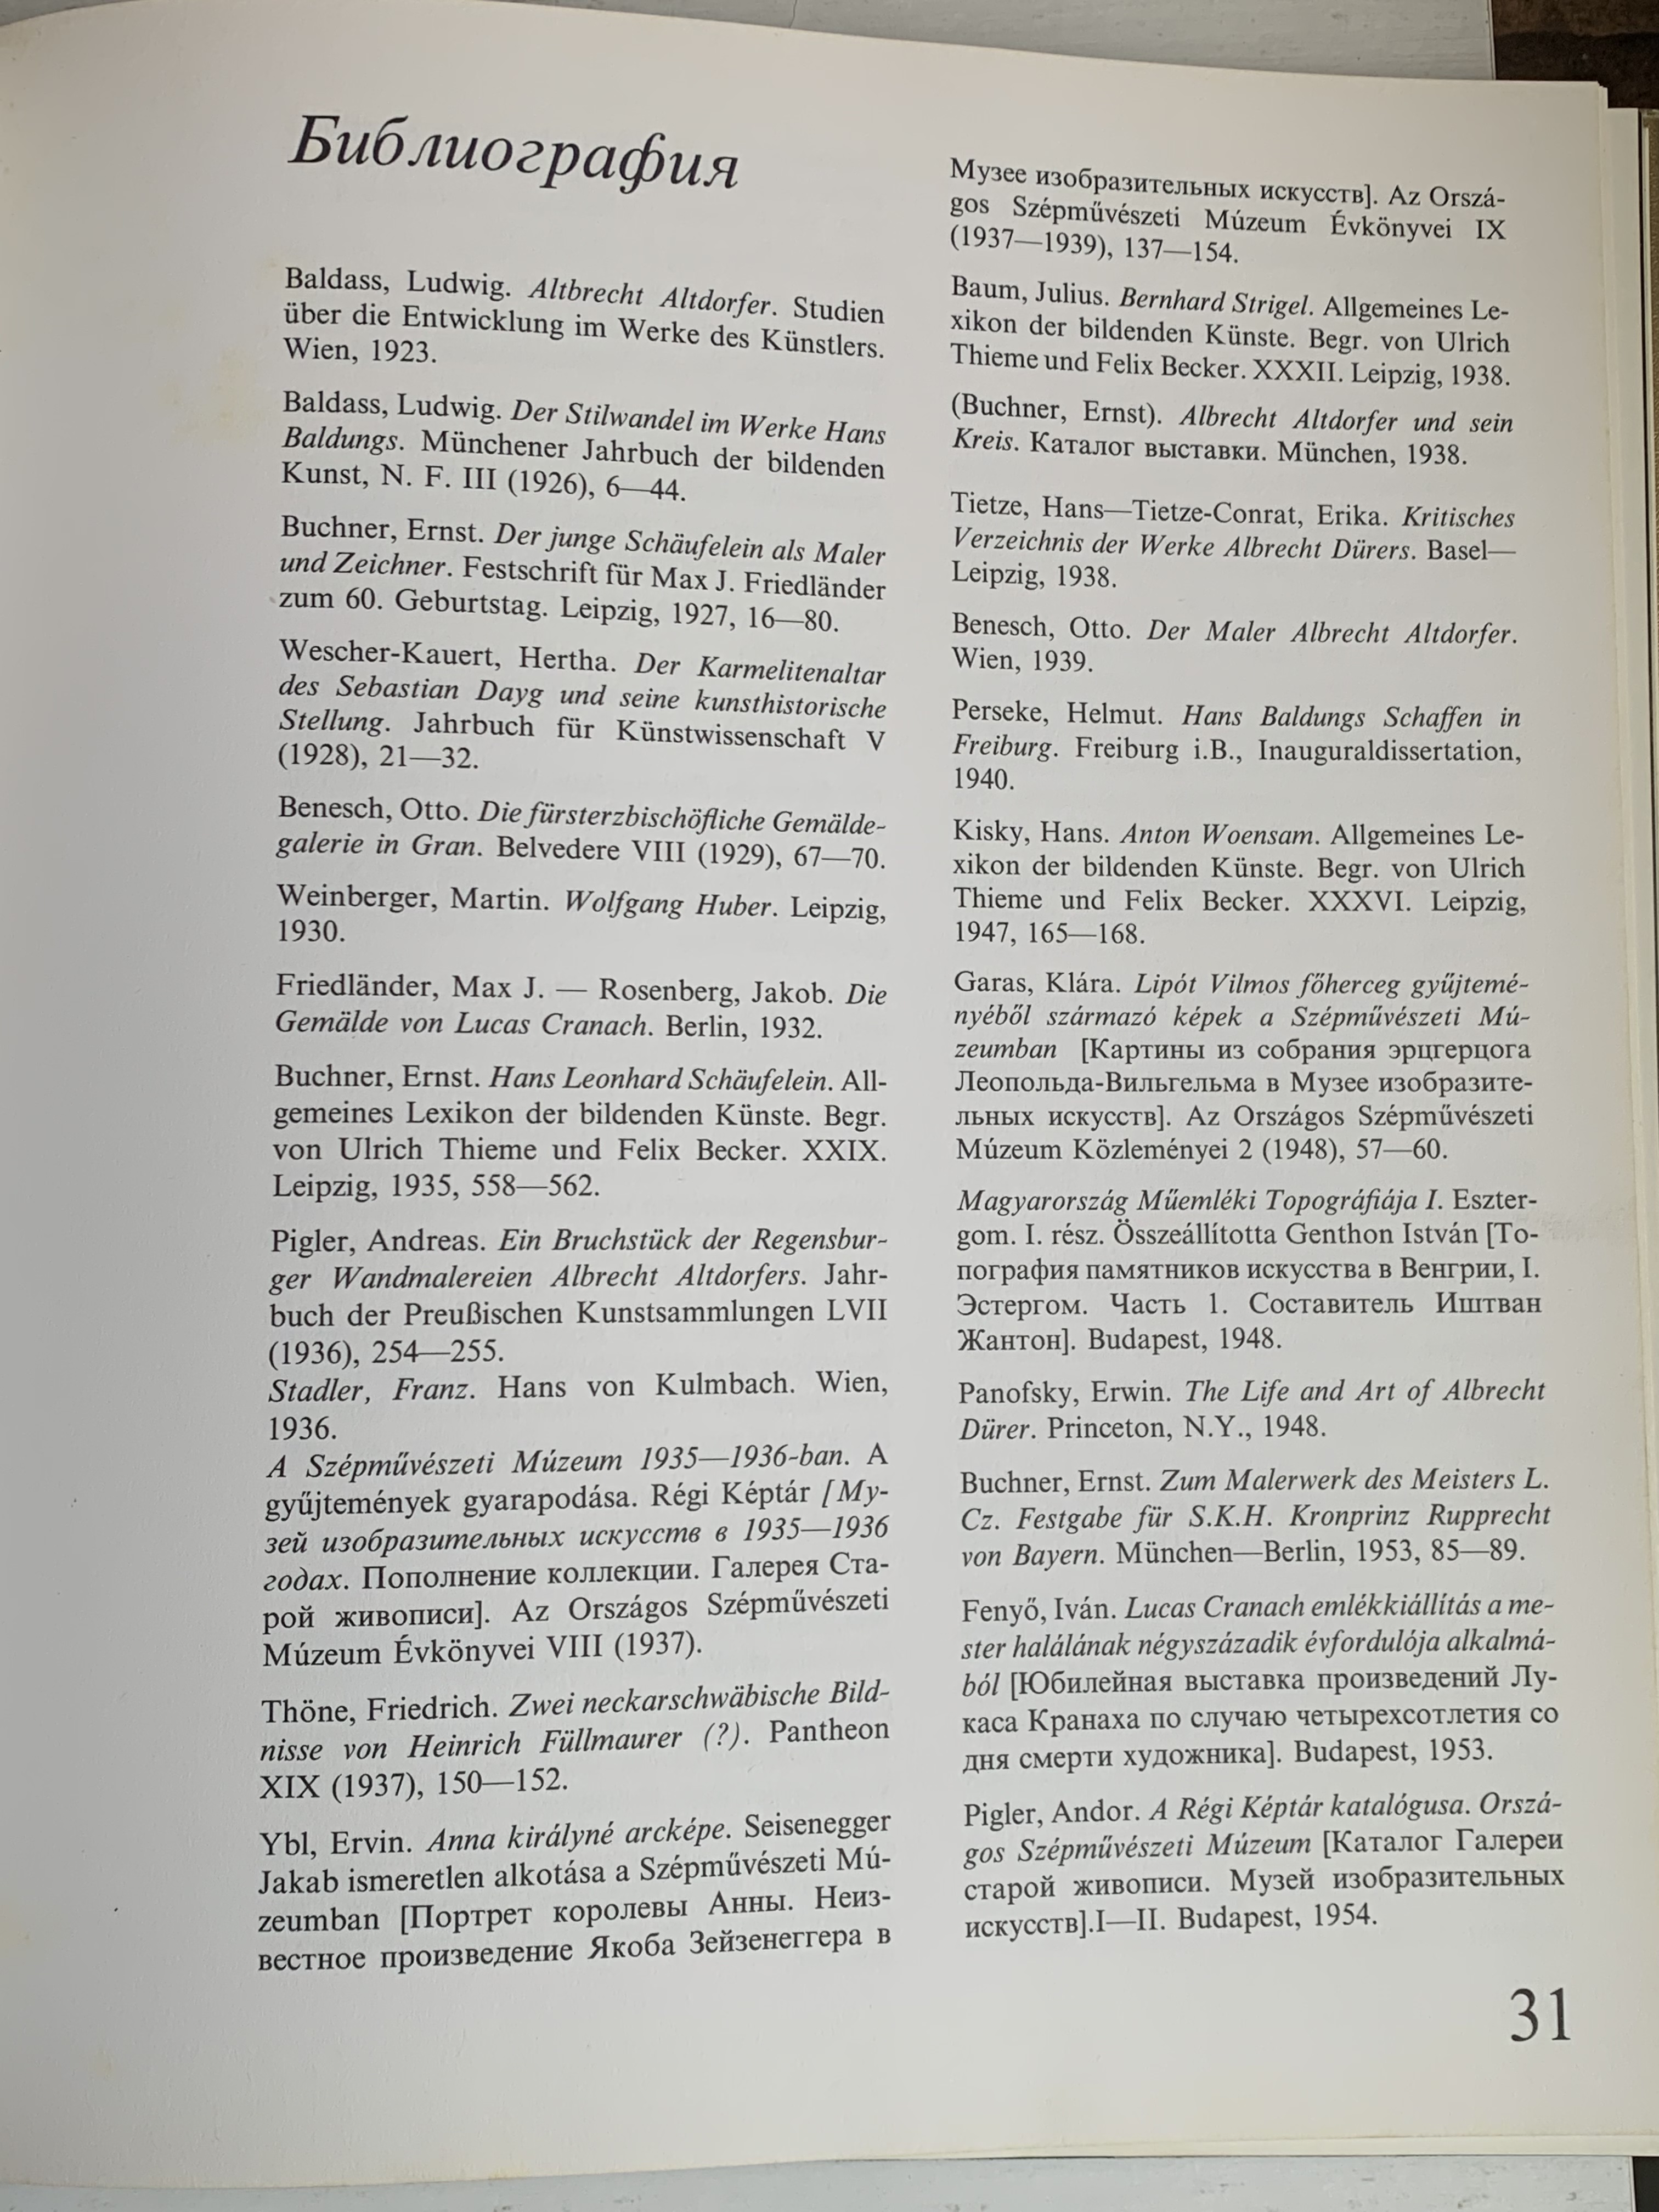 Библиография
Baldass, Ludwig. Altbrecht Altdorfer. Studien
über die Entwicklung im Werke des Künstlers.
Wien, 1923.
Baldass, Ludwig. Der Stilwandel im Werke Hans
Baldungs. Münchener Jahrbuch der bildenden
Kunst, N. F. III (1926), 6—44.
Buchner, Ernst. Der junge Schäufelein als Maler
und Zeichner. Festschrift für Max J. Friedländer
zum 60. Geburtstag. Leipzig, 1927, 16—80.
Wescher-Kauert, Hertha. Der Karmelitenaltar
des Sebastian Dayg und seine kunsthistorische
Stellung. Jahrbuch für Künstwissenschaft V
(1928), 21—32.
Benesch, Otto. Die fürsterzbischöfliche Gemälde-
galerie in Gran. Belvedere VIII (1929), 67—70.
Weinberger, Martin. Wolfgang Huber. Leipzig,
1930.
Friedländer, Max J. — Rosenberg, Jakob. Die
Gemälde von Lucas Cranach. Berlin, 1932.
Buchner, Ernst. Hans Leonhard Schäufelein. All-
gemeines Lexikon der bildenden Künste. Begr.
von Ulrich Thieme und Felix Becker. XXIX.
Leipzig, 1935, 558—562.
Pigler, Andreas. Ein Bruchstück der Regensbur-
ger Wandmalereien Albrecht Altdorfers. Jahr-
buch der Preußischen Kunstsammlungen LVII
(1936), 254—255.
Stadler, Franz. Hans von Kulmbach. Wien,
1936.
A Szépművészeti Múzeum 1935—1936-ban. A
gyűjtemények gyarapodása. Régi Képtár [Му-
зей изобразительных искусств в 1935—1936
годах. Пополнение коллекции. Галерея Ста-
рой живописи]. Az Országos Szépművészeti
Múzeum Évkönyvei VIII (1937).
Thöne, Friedrich. Zwei neckarschwäbische Bild-
nisse von Heinrich Füllmaurer (?). Pantheon
XIX (1937), 150—152.
Ybl, Ervin. Anna királyné arcképe. Seisenegger
Jakab ismeretlen alkotása a Szépművészeti Mú-
zeumban [Портрет королевы Анны. Неиз-
вестное произведение Якоба Зейзенеггера в
Музее изобразительных искусств]. Az Orszá-
gos Szépművészeti Múzeum Évkönyvei IX
(1937—1939), 137—154.
Baum, Julius. Bernhard Strigel. Allgemeines Le-
xikon der bildenden Künste. Begr. von Ulrich
Thieme und Felix Becker. XXXII. Leipzig, 1938.
(Buchner, Ernst). Albrecht Altdorfer und sein
Kreis. Каталог выставки. München, 1938.
Tietze, Hans—Tietze-Conrat, Erika. Kritisches
Verzeichnis der Werke Albrecht Dürers. Basel—
Leipzig, 1938.
Benesch, Otto. Der Maler Albrecht Altdorfer.
Wien, 1939.
Perseke, Helmut. Hans Baldungs Schaffen in
Freiburg. Freiburg i.B., Inauguraldissertation,
1940.
Kisky, Hans. Anton Woensam. Allgemeines Le-
xikon der bildenden Künste. Begr. von Ulrich
Thieme und Felix Becker. XXXVI. Leipzig,
1947, 165—168.
Garas, Klára. Lipót Vilmos főherceg gyűjtemé-
nyéből származó képek a Szépművészeti Mú-
zeumban [Картины из собрания эрцгерцога
Леопольда-Вильгельма в Музее изобразите-
льных искусств]. Az Országos Szépművészeti
Múzeum Közleményei 2 (1948), 57—60.
Magyarország Műemléki Topográfiája I. Eszter-
gom. I. rész. Összeállította Genthon István [То-
пография памятников искусства в Венгрии, I.
Эстергом. Часть 1. Составитель Иштван
Жантон]. Budapest, 1948.
Panofsky, Erwin. The Life and Art of Albrecht
Dürer. Princeton, N.Y., 1948.
Buchner, Ernst. Zum Malerwerk des Meisters L.
Cz. Festgabe für S.K.H. Kronprinz Rupprecht
von Bayern. München—Berlin, 1953, 85—89.
Fenyő, Iván. Lucas Cranach emlékkiállítás a me-
ster halálának négyszázadik évfordulója alkalmá-
ból [Юбилейная выставка произведений Лу-
каса Кранаха по случаю четырехсотлетия со
дня смерти художника]. Budapest, 1953.
Pigler, Andor. A Régi Képtár katalógusa. Orszá-
gos Szépművészeti Múzeum [Каталог Галереи
старой живописи. Музей изобразительных
искусств].I—II. Budapest, 1954.
31